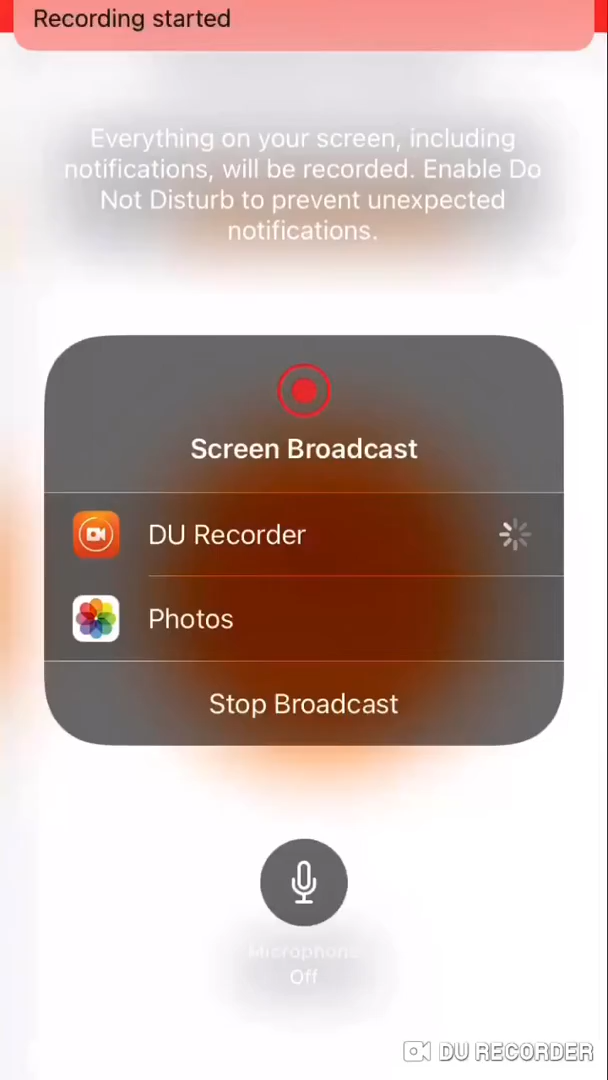 Recording started
Everything on your screen, including
notifications, will be recorded. Enable Do
Not Disturb to prevent unexpected
notifications.
Screen Broadcast
DU Recorder
Photos
Stop Broadcast
Microphone
Off
DU RECORDER